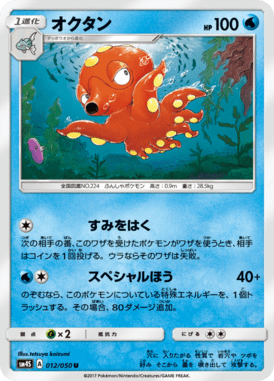 1進化
オクタン
HP 100
テッポウオから進化
全国図鑑NO.224 ふんしゃポケモン 高さ:0.9m 重さ:28.5kg
すみをはく
次の相手の番、このワザを受けたポケモンがワザを使うとき、相手
はコインを1回投げる。ウラならそのワザは失敗。
スペシャルほう 40+
のぞむなら、このポケモンについている特殊エネルギーを、1個ト
ラッシュする。その場合、80ダメージ追加。
弱点 ×2 抵抗力 にげる
Illus. tetsuya koizumi
SM4S A 012/050 U
©2017 Pokémon/Nintendo/Creatures/GAME FREAK.